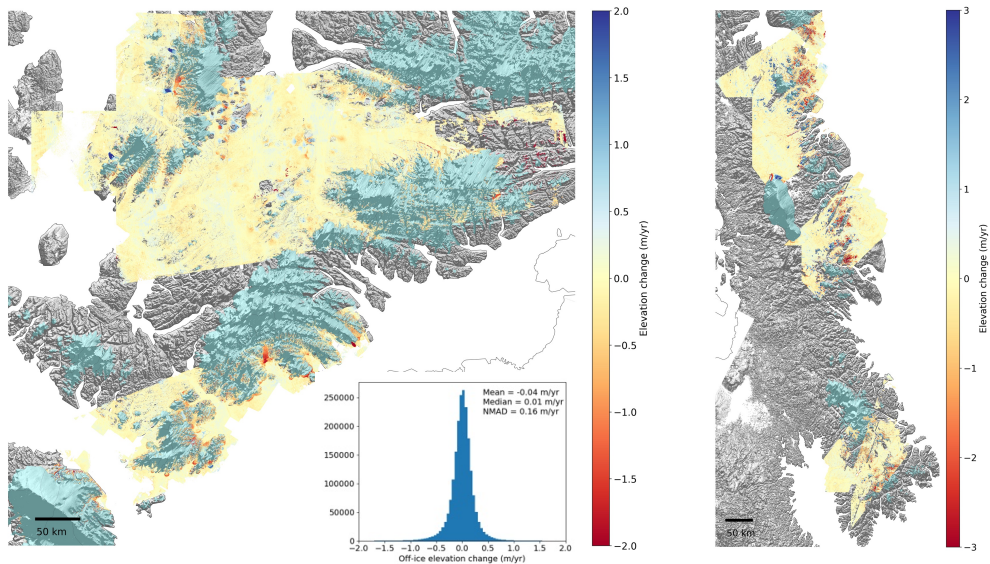 2.0
1.5
1.0
0.5
0.0
−0.5
−1.0
−1.5
−2.0
Elevation change (m/yr)
50 km
250000
200000
150000
100000
50000
0
Mean = -0.04 m/yr
Median = 0.01 m/yr
NMAD = 0.16 m/yr
−2.0 −1.5 −1.0 −0.5 0.0 0.5 1.0 1.5 2.0
Off-ice elevation change (m/yr)
50 km
3
2
1
0
−1
−2
−3
Elevation change (m/yr)